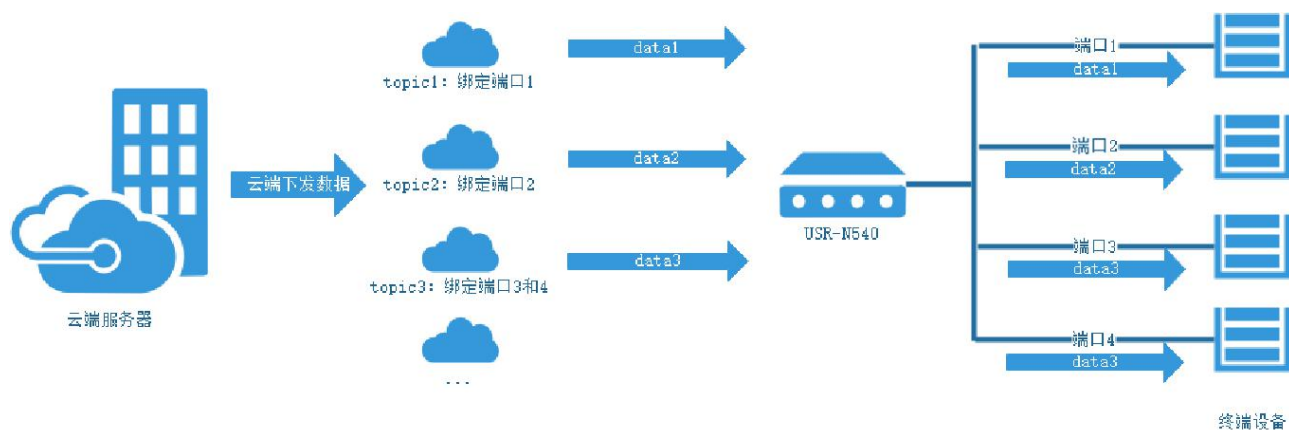 云端服务器
云端下发数据
topic1: 绑定端口1
topic2: 绑定端口2
topic3: 绑定端口3和4
...
data1
data2
data3
USR-N540
端口1
data1
端口2
data2
端口3
data3
端口4
data3
终端设备